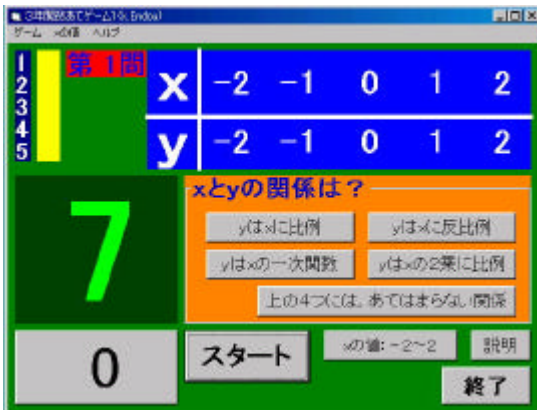 3年関数あてゲーム1(k.Endou)
ゲーム xの値 ヘルプ
1
2
3
4
5
第1問
x -2 -1 0 1 2
y -2 -1 0 1 2
7
xとyの関係は?
yはxに比例 yはxに反比例
yはxの一次関数 yはxの2乗に比例
上の4つには、あてはまらない関係
0
スタート
xの値:-2~2 説明
終了